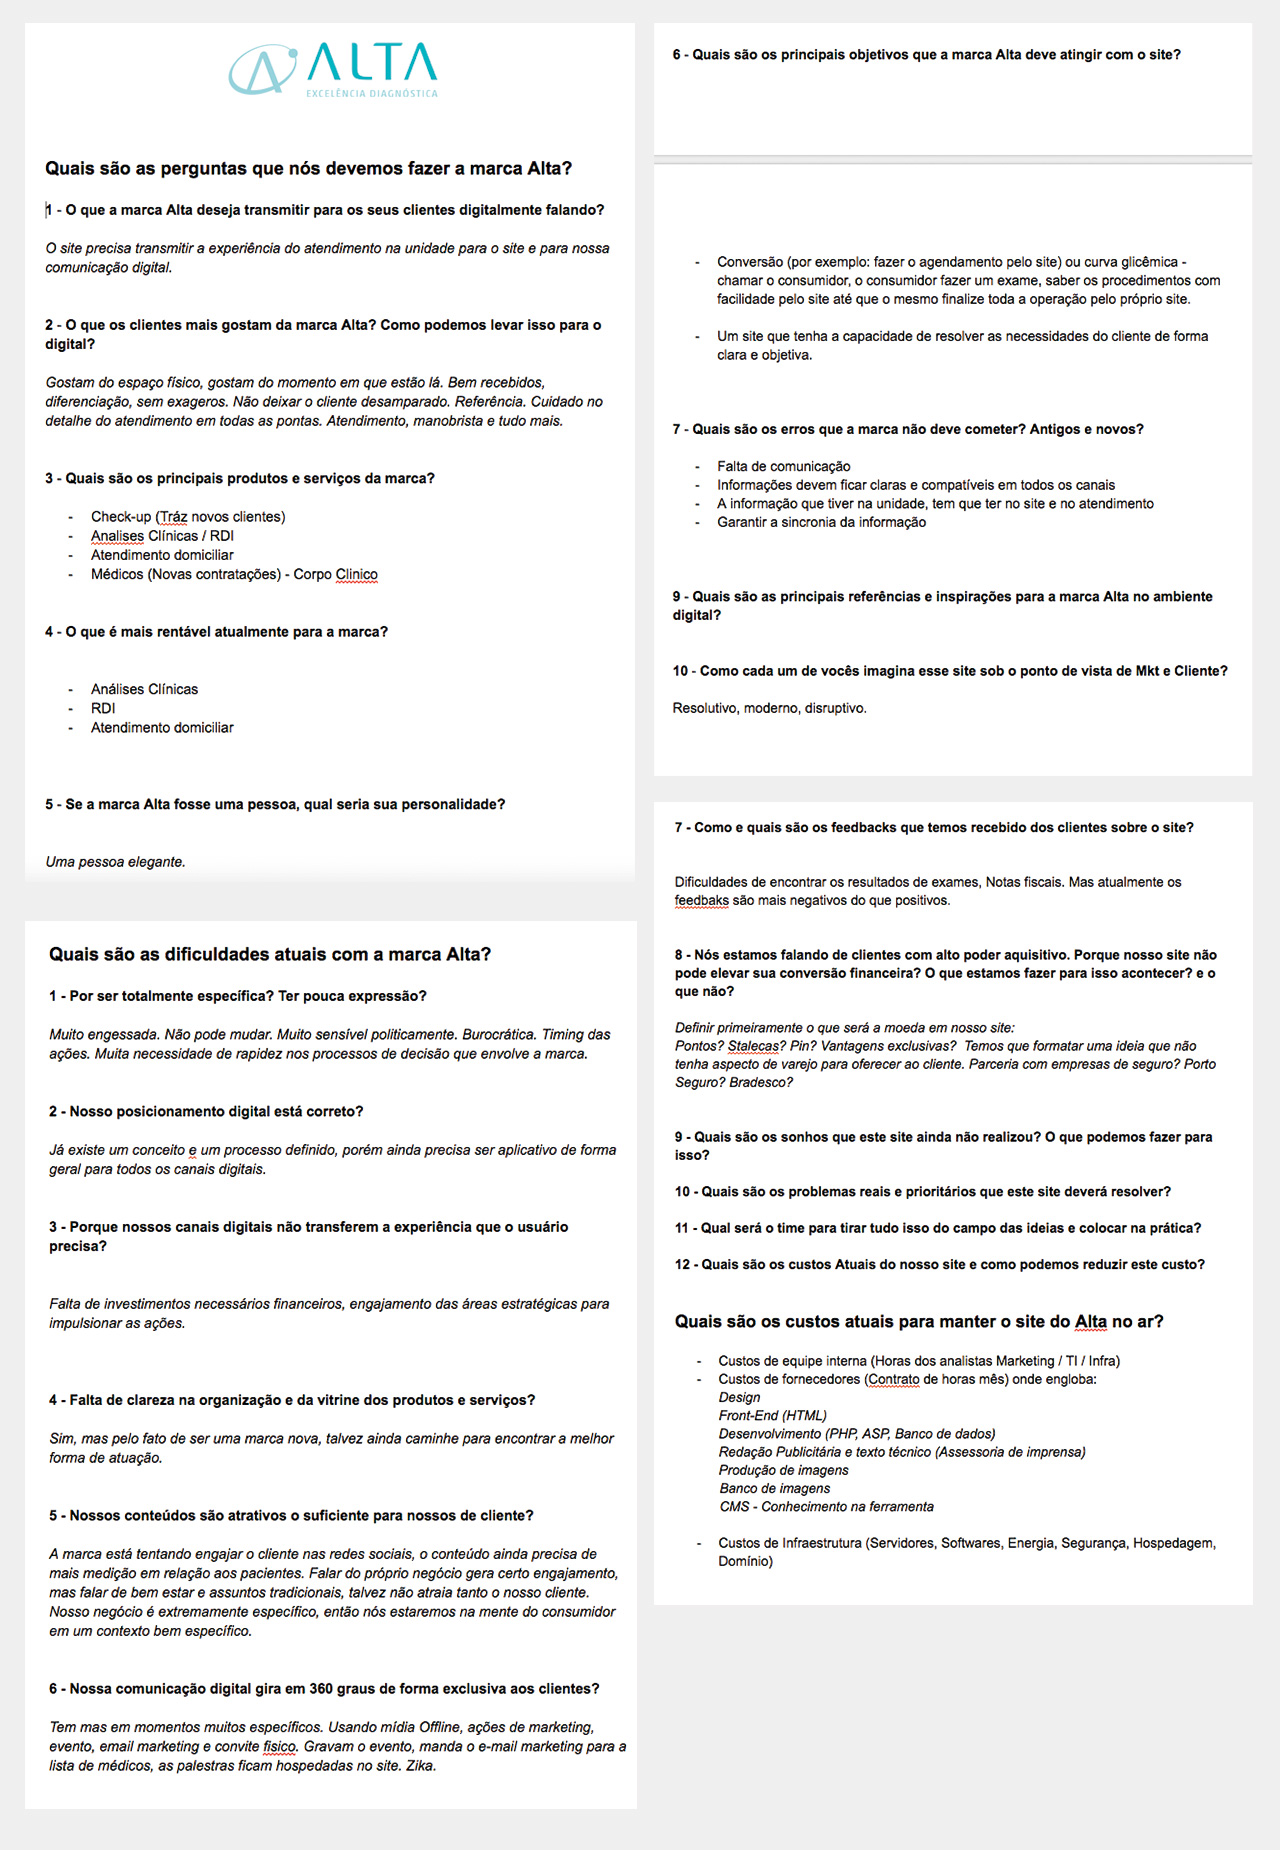 ALTA
EXCELÊNCIA DIAGNÓSTICA
Quais são as perguntas que nós devemos fazer a marca Alta?
1 - O que a marca Alta deseja transmitir para os seus clientes digitalmente falando?
O site precisa transmitir a experiência do atendimento na unidade para o site e para nossa
comunicação digital.
2 - O que os clientes mais gostam da marca Alta? Como podemos levar isso para o
digital?
Gostam do espaço físico, gostam do momento em que estão lá. Bem recebidos,
diferenciação, sem exageros. Não deixar o cliente desamparado. Referência. Cuidado no
detalhe do atendimento em todas as pontas. Atendimento, manobrista e tudo mais.
3 - Quais são os principais produtos e serviços da marca?
- Check-up (Tráz novos clientes)
- Analises Clínicas / RDI
- Atendimento domiciliar
- Médicos (Novas contratações) - Corpo Clinico
4 - O que é mais rentável atualmente para a marca?
- Análises Clínicas
- RDI
- Atendimento domiciliar
5 - Se a marca Alta fosse uma pessoa, qual seria sua personalidade?
Uma pessoa elegante.
6 - Quais são os principais objetivos que a marca Alta deve atingir com o site?
- Conversão (por exemplo: fazer o agendamento pelo site) ou curva glicêmica -
chamar o consumidor, o consumidor fazer um exame, saber os procedimentos com
facilidade pelo site até que o mesmo finalize toda a operação pelo próprio site.
- Um site que tenha a capacidade de resolver as necessidades do cliente de forma
clara e objetiva.
7 - Quais são os erros que a marca não deve cometer? Antigos e novos?
- Falta de comunicação
- Informações devem ficar claras e compatíveis em todos os canais
- A informação que tiver na unidade, tem que ter no site e no atendimento
- Garantir a sincronia da informação
9 - Quais são as principais referências e inspirações para a marca Alta no ambiente
digital?
10 - Como cada um de vocês imagina esse site sob o ponto de vista de Mkt e Cliente?
Resolutivo, moderno, disruptivo.
Quais são as dificuldades atuais com a marca Alta?
1 - Por ser totalmente específica? Ter pouca expressão?
Muito engessada. Não pode mudar. Muito sensível politicamente. Burocrática. Timing das
ações. Muita necessidade de rapidez nos processos de decisão que envolve a marca.
2 - Nosso posicionamento digital está correto?
Já existe um conceito e um processo definido, porém ainda precisa ser aplicativo de forma
geral para todos os canais digitais.
3 - Porque nossos canais digitais não transferem a experiência que o usuário
precisa?
Falta de investimentos necessários financeiros, engajamento das áreas estratégicas para
impulsionar as ações.
4 - Falta de clareza na organização e da vitrine dos produtos e serviços?
Sim, mas pelo fato de ser uma marca nova, talvez ainda caminhe para encontrar a melhor
forma de atuação.
5 - Nossos conteúdos são atrativos o suficiente para nossos de cliente?
A marca está tentando engajar o cliente nas redes sociais, o conteúdo ainda precisa de
mais medição em relação aos pacientes. Falar do próprio negócio gera certo engajamento,
mas falar de bem estar e assuntos tradicionais, talvez não atraia tanto o nosso cliente.
Nosso negócio é extremamente específico, então nós estaremos na mente do consumidor
em um contexto bem específico.
6 - Nossa comunicação digital gira em 360 graus de forma exclusiva aos clientes?
Tem mas em momentos muitos específicos. Usando mídia Offline, ações de marketing,
evento, email marketing e convite fisico. Gravam o evento, manda o e-mail marketing para a
lista de médicos, as palestras ficam hospedadas no site. Zika.
7 - Como e quais são os feedbacks que temos recebido dos clientes sobre o site?
Dificuldades de encontrar os resultados de exames, Notas fiscais. Mas atualmente os
feedbaks são mais negativos do que positivos.
8 - Nós estamos falando de clientes com alto poder aquisitivo. Porque nosso site não
pode elevar sua conversão financeira? O que estamos fazer para isso acontecer? e o
que não?
Definir primeiramente o que será a moeda em nosso site:
Pontos? Stalecas? Pin? Vantagens exclusivas? Temos que formatar uma ideia que não
tenha aspecto de varejo para oferecer ao cliente. Parceria com empresas de seguro? Porto
Seguro? Bradesco?
9 - Quais são os sonhos que este site ainda não realizou? O que podemos fazer para
isso?
10 - Quais são os problemas reais e prioritários que este site deverá resolver?
11 - Qual será o time para tirar tudo isso do campo das ideias e colocar na prática?
12 - Quais são os custos Atuais do nosso site e como podemos reduzir este custo?
Quais são os custos atuais para manter o site do Alta no ar?
- Custos de equipe interna (Horas dos analistas Marketing / TI / Infra)
- Custos de fornecedores (Contrato de horas mês) onde engloba:
Design
Front-End (HTML)
Desenvolvimento (PHP, ASP, Banco de dados)
Redação Publicitária e texto técnico (Assessoria de imprensa)
Produção de imagens
Banco de imagens
CMS - Conhecimento na ferramenta
- Custos de Infraestrutura (Servidores, Softwares, Energia, Segurança, Hospedagem,
Domínio)